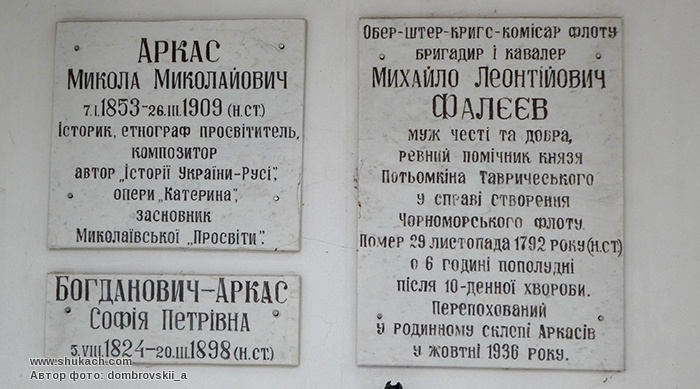 Аркас
Микола Миколайович
7.I.1853–26.III.1909 (н.ст.)
історик, етнограф просвітитель,
композитор
автор „Історії України-Русі",
опери „Катерина",
засновник
Миколаївської „Просвіти".
Богданович-Аркас
Софія Петрівна
5.VIII.1824–20.III.1898 (н.ст.)
Обер-штер-кригс-комісар флоту
бригадир і кавалер
Михайло Леонтійович
Фалєєв
муж честі та добра,
ревний помічник князя
Потьомкіна Таврическього
у справі створення
Чорноморського флоту.
Помер 29 листопада 1792 року (н.ст)
о 6 годині пополудні
після 10-денної хвороби.
Перепохований
у родинному склепі Аркасів
у жовтні 1936 року.
www.shukach.com
Автор фото: dombrovskii_a